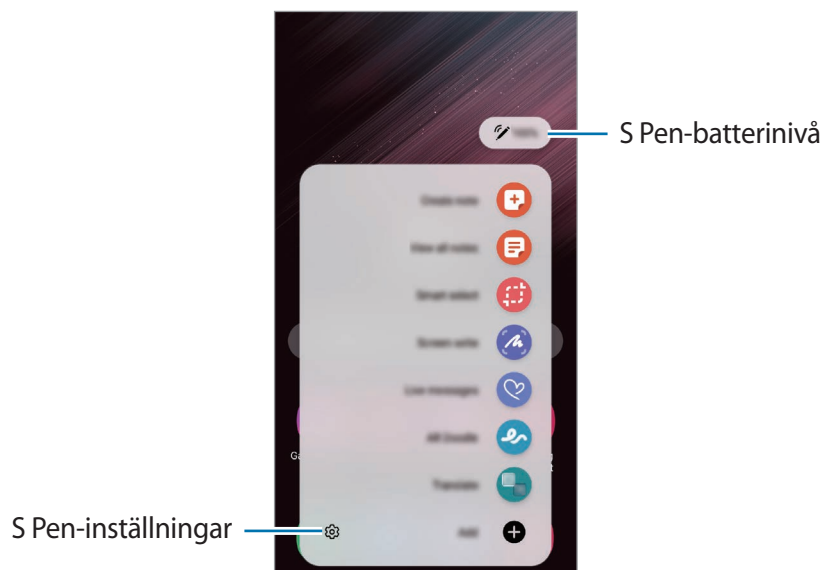 S Pen-batterinivå
Create note
View all notes
Smart select
Screen write
Live messages
AR Doodle
Translate
S Pen-inställningar
Add